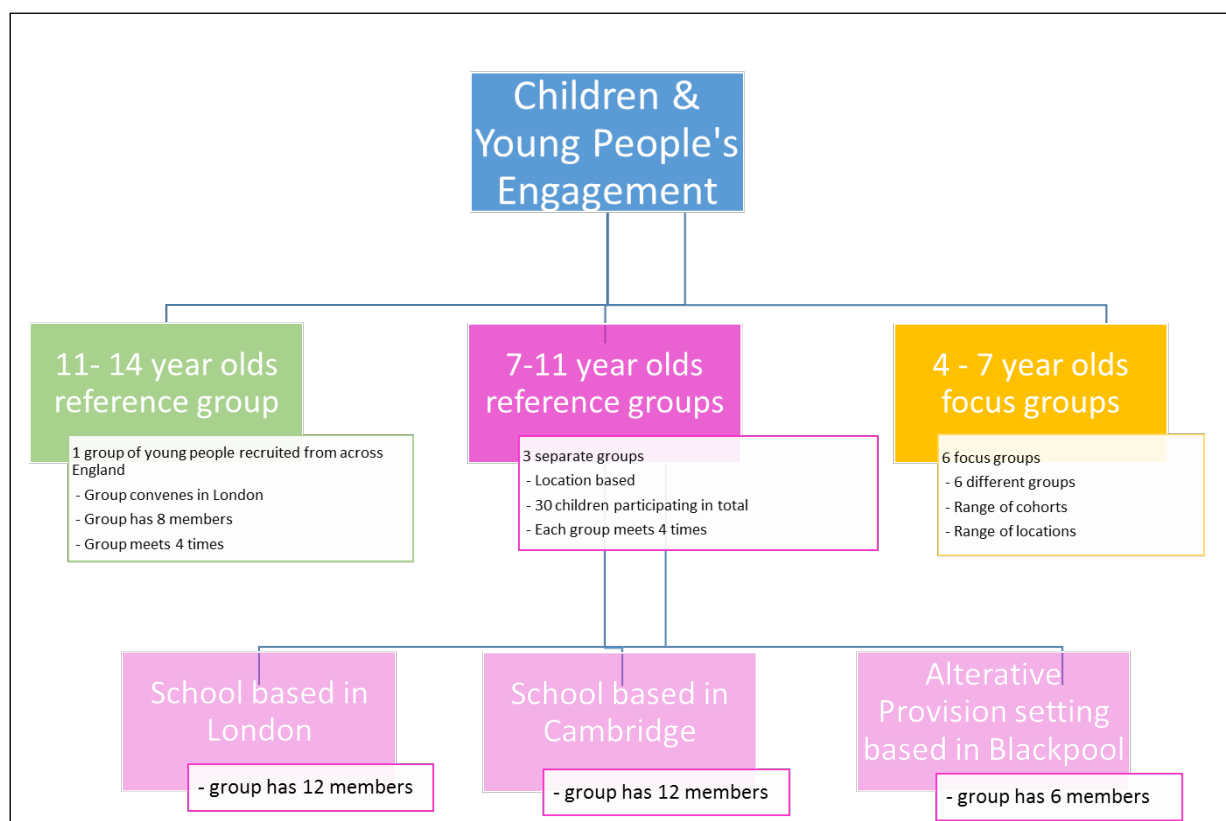 Children &
Young People's
Engagement
11- 14 year olds
reference group
1 group of young people recruited from across
England
- Group convenes in London
- Group has 8 members
- Group meets 4 times
7-11 year olds
reference groups
3 separate groups
- Location based
- 30 children participating in total
- Each group meets 4 times
4 - 7 year olds
focus groups
6 focus groups
- 6 different groups
- Range of cohorts
- Range of locations
School based in
London
- group has 12 members
School based in
Cambridge
- group has 12 members
Alterative
Provision setting
based in Blackpool
- group has 6 members